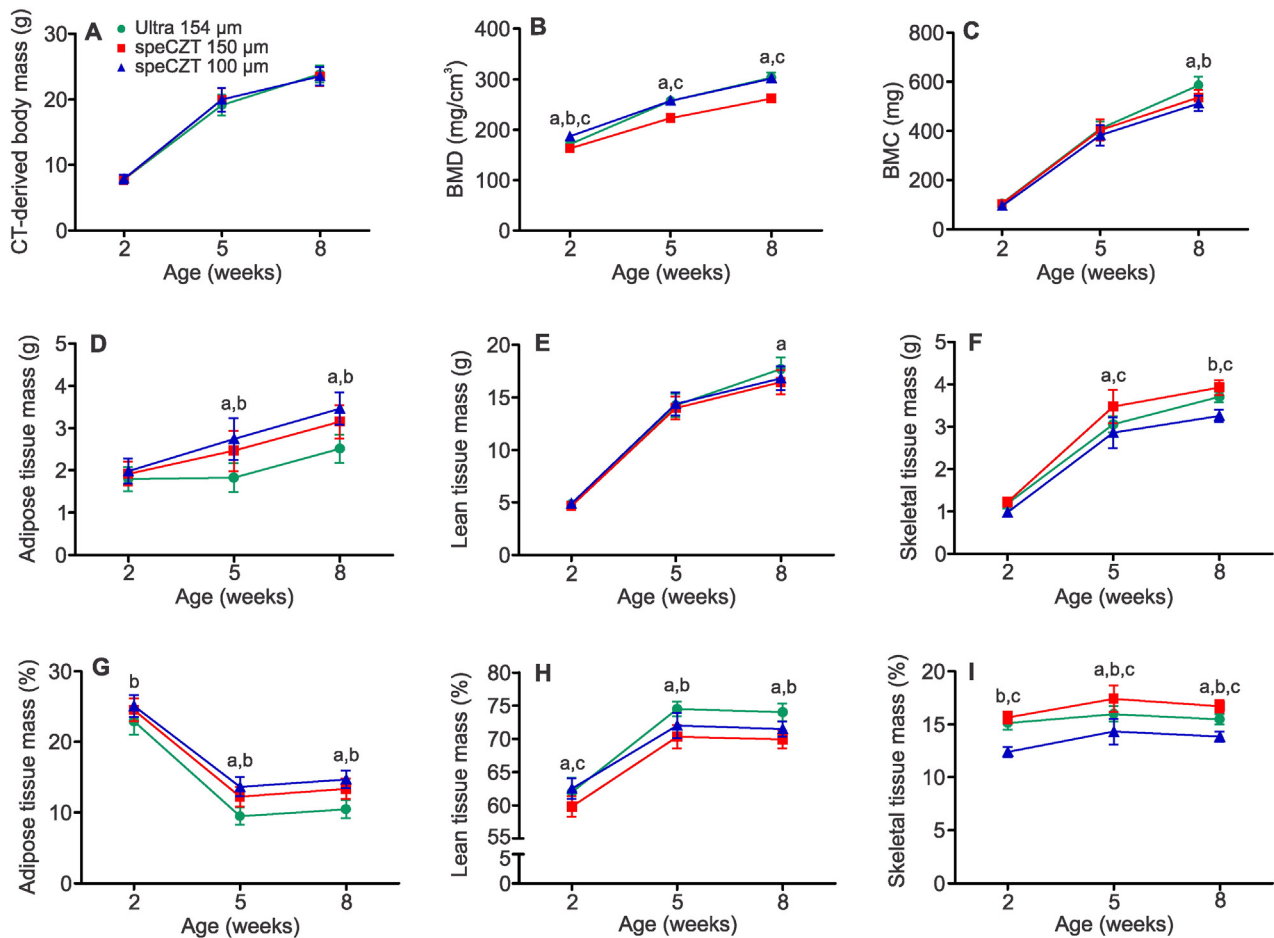 A
Ultra 154 µm
speCZT 150 µm
speCZT 100 µm
CT-derived body mass (g)
30
20
10
0
2 5 8
Age (weeks)
B
BMD (mg/cm³)
400
300
200
100
0
a,b,c
a,c
a,c
2 5 8
Age (weeks)
C
BMC (mg)
800
600
400
200
0
a,b
2 5 8
Age (weeks)
D
Adipose tissue mass (g)
5
4
3
2
1
0
a,b
a,b
2 5 8
Age (weeks)
E
Lean tissue mass (g)
20
15
10
5
0
a
2 5 8
Age (weeks)
F
Skeletal tissue mass (g)
5
4
3
2
1
0
a,c
b,c
2 5 8
Age (weeks)
G
Adipose tissue mass (%)
30
20
10
0
b
a,b
a,b
2 5 8
Age (weeks)
H
Lean tissue mass (%)
80
75
70
65
60
55
5
0
a,c
a,b
a,b
2 5 8
Age (weeks)
I
Skeletal tissue mass (%)
20
15
10
5
0
b,c
a,b,c
a,b,c
2 5 8
Age (weeks)